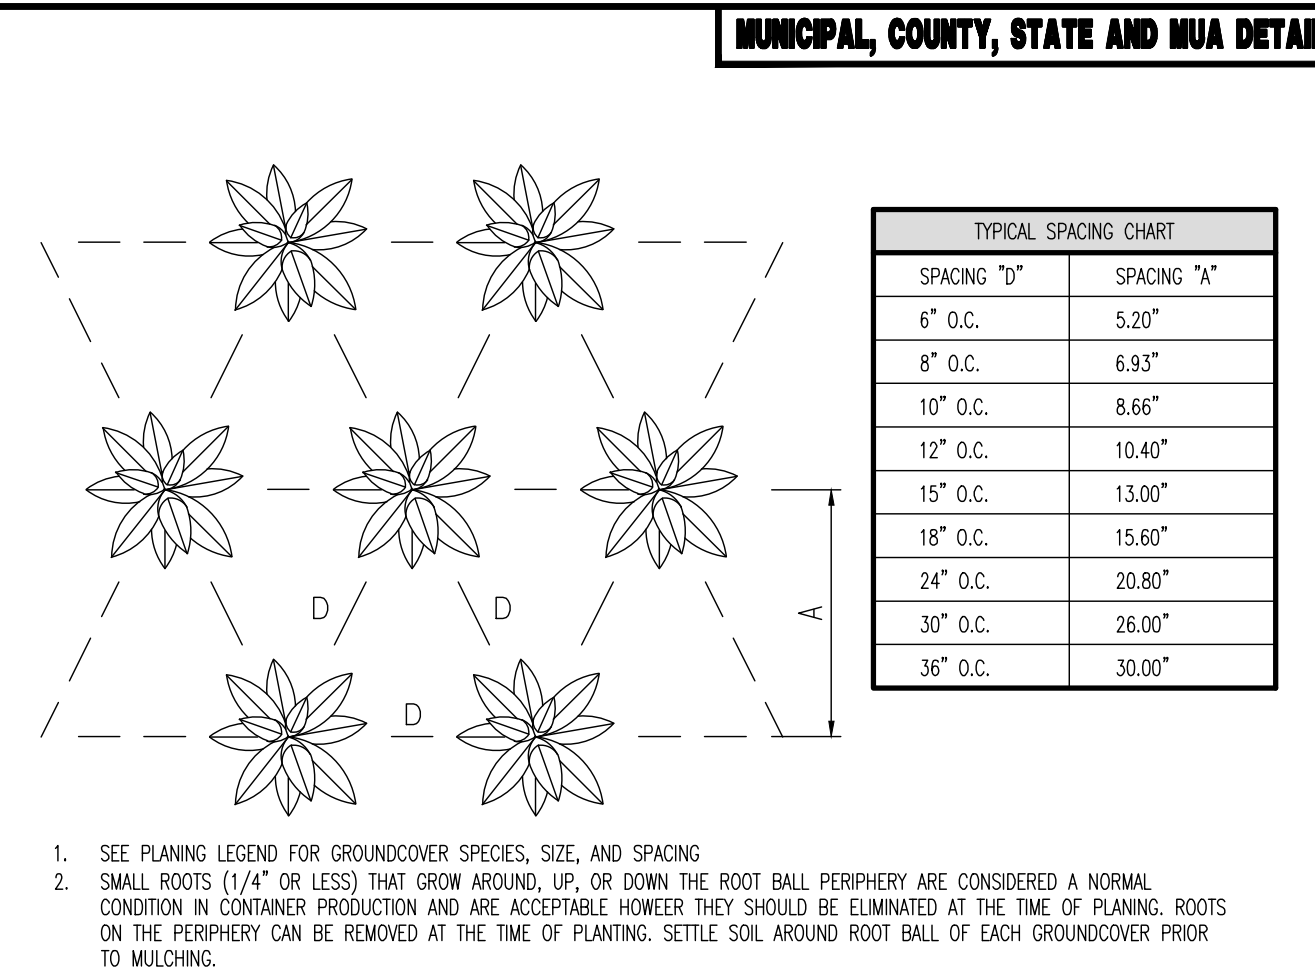 MUNICIPAL, COUNTY, STATE AND MUA DETAI
TYPICAL SPACING CHART
SPACING "D" SPACING "A"
6" O.C. 5.20"
8" O.C. 6.93"
10" O.C. 8.66"
12" O.C. 10.40"
15" O.C. 13.00"
18" O.C. 15.60"
24" O.C. 20.80"
30" O.C. 26.00"
36" O.C. 30.00"
D D
A
D
1. SEE PLANING LEGEND FOR GROUNDCOVER SPECIES, SIZE, AND SPACING
2. SMALL ROOTS (1/4" OR LESS) THAT GROW AROUND, UP, OR DOWN THE ROOT BALL PERIPHERY ARE CONSIDERED A NORMAL
CONDITION IN CONTAINER PRODUCTION AND ARE ACCEPTABLE HOWEER THEY SHOULD BE ELIMINATED AT THE TIME OF PLANING. ROOTS
ON THE PERIPHERY CAN BE REMOVED AT THE TIME OF PLANTING. SETTLE SOIL AROUND ROOT BALL OF EACH GROUNDCOVER PRIOR
TO MULCHING.